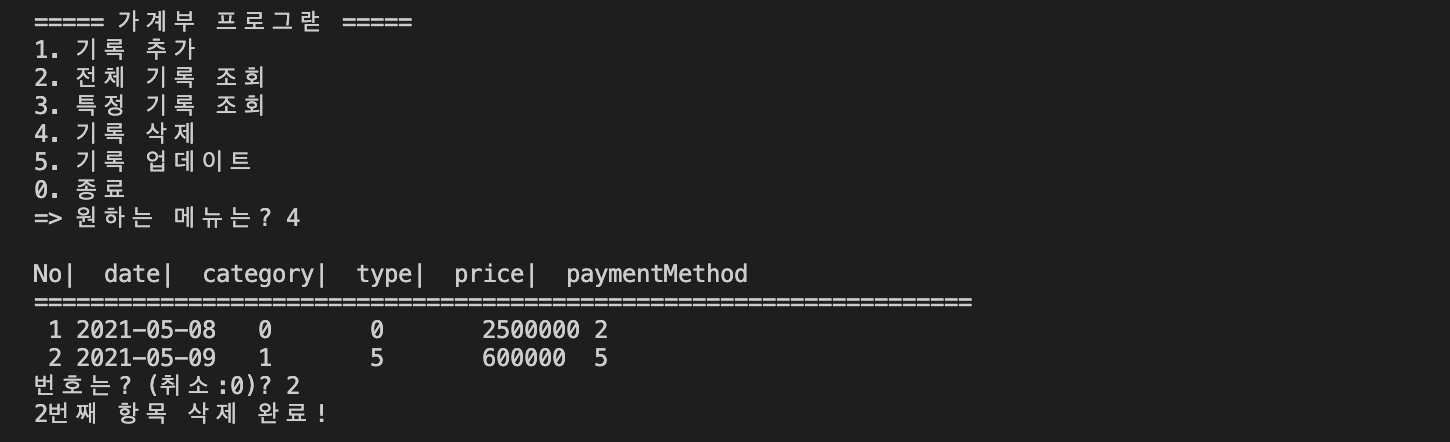 ===== 가계부 프로그랃 =====
1. 기록 추가
2. 전체 기록 조회
3. 특정 기록 조회
4. 기록 삭제
5. 기록 업데이트
0. 종료
=> 원하는 메뉴는? 4
No|  date|  category|  type|  price|  paymentMethod
===================================================================
1 2021-05-08   0       0       2500000 2
2 2021-05-09   1       5       600000  5
번호는? (취소:0)? 2
2번째 항목 삭제 완료!